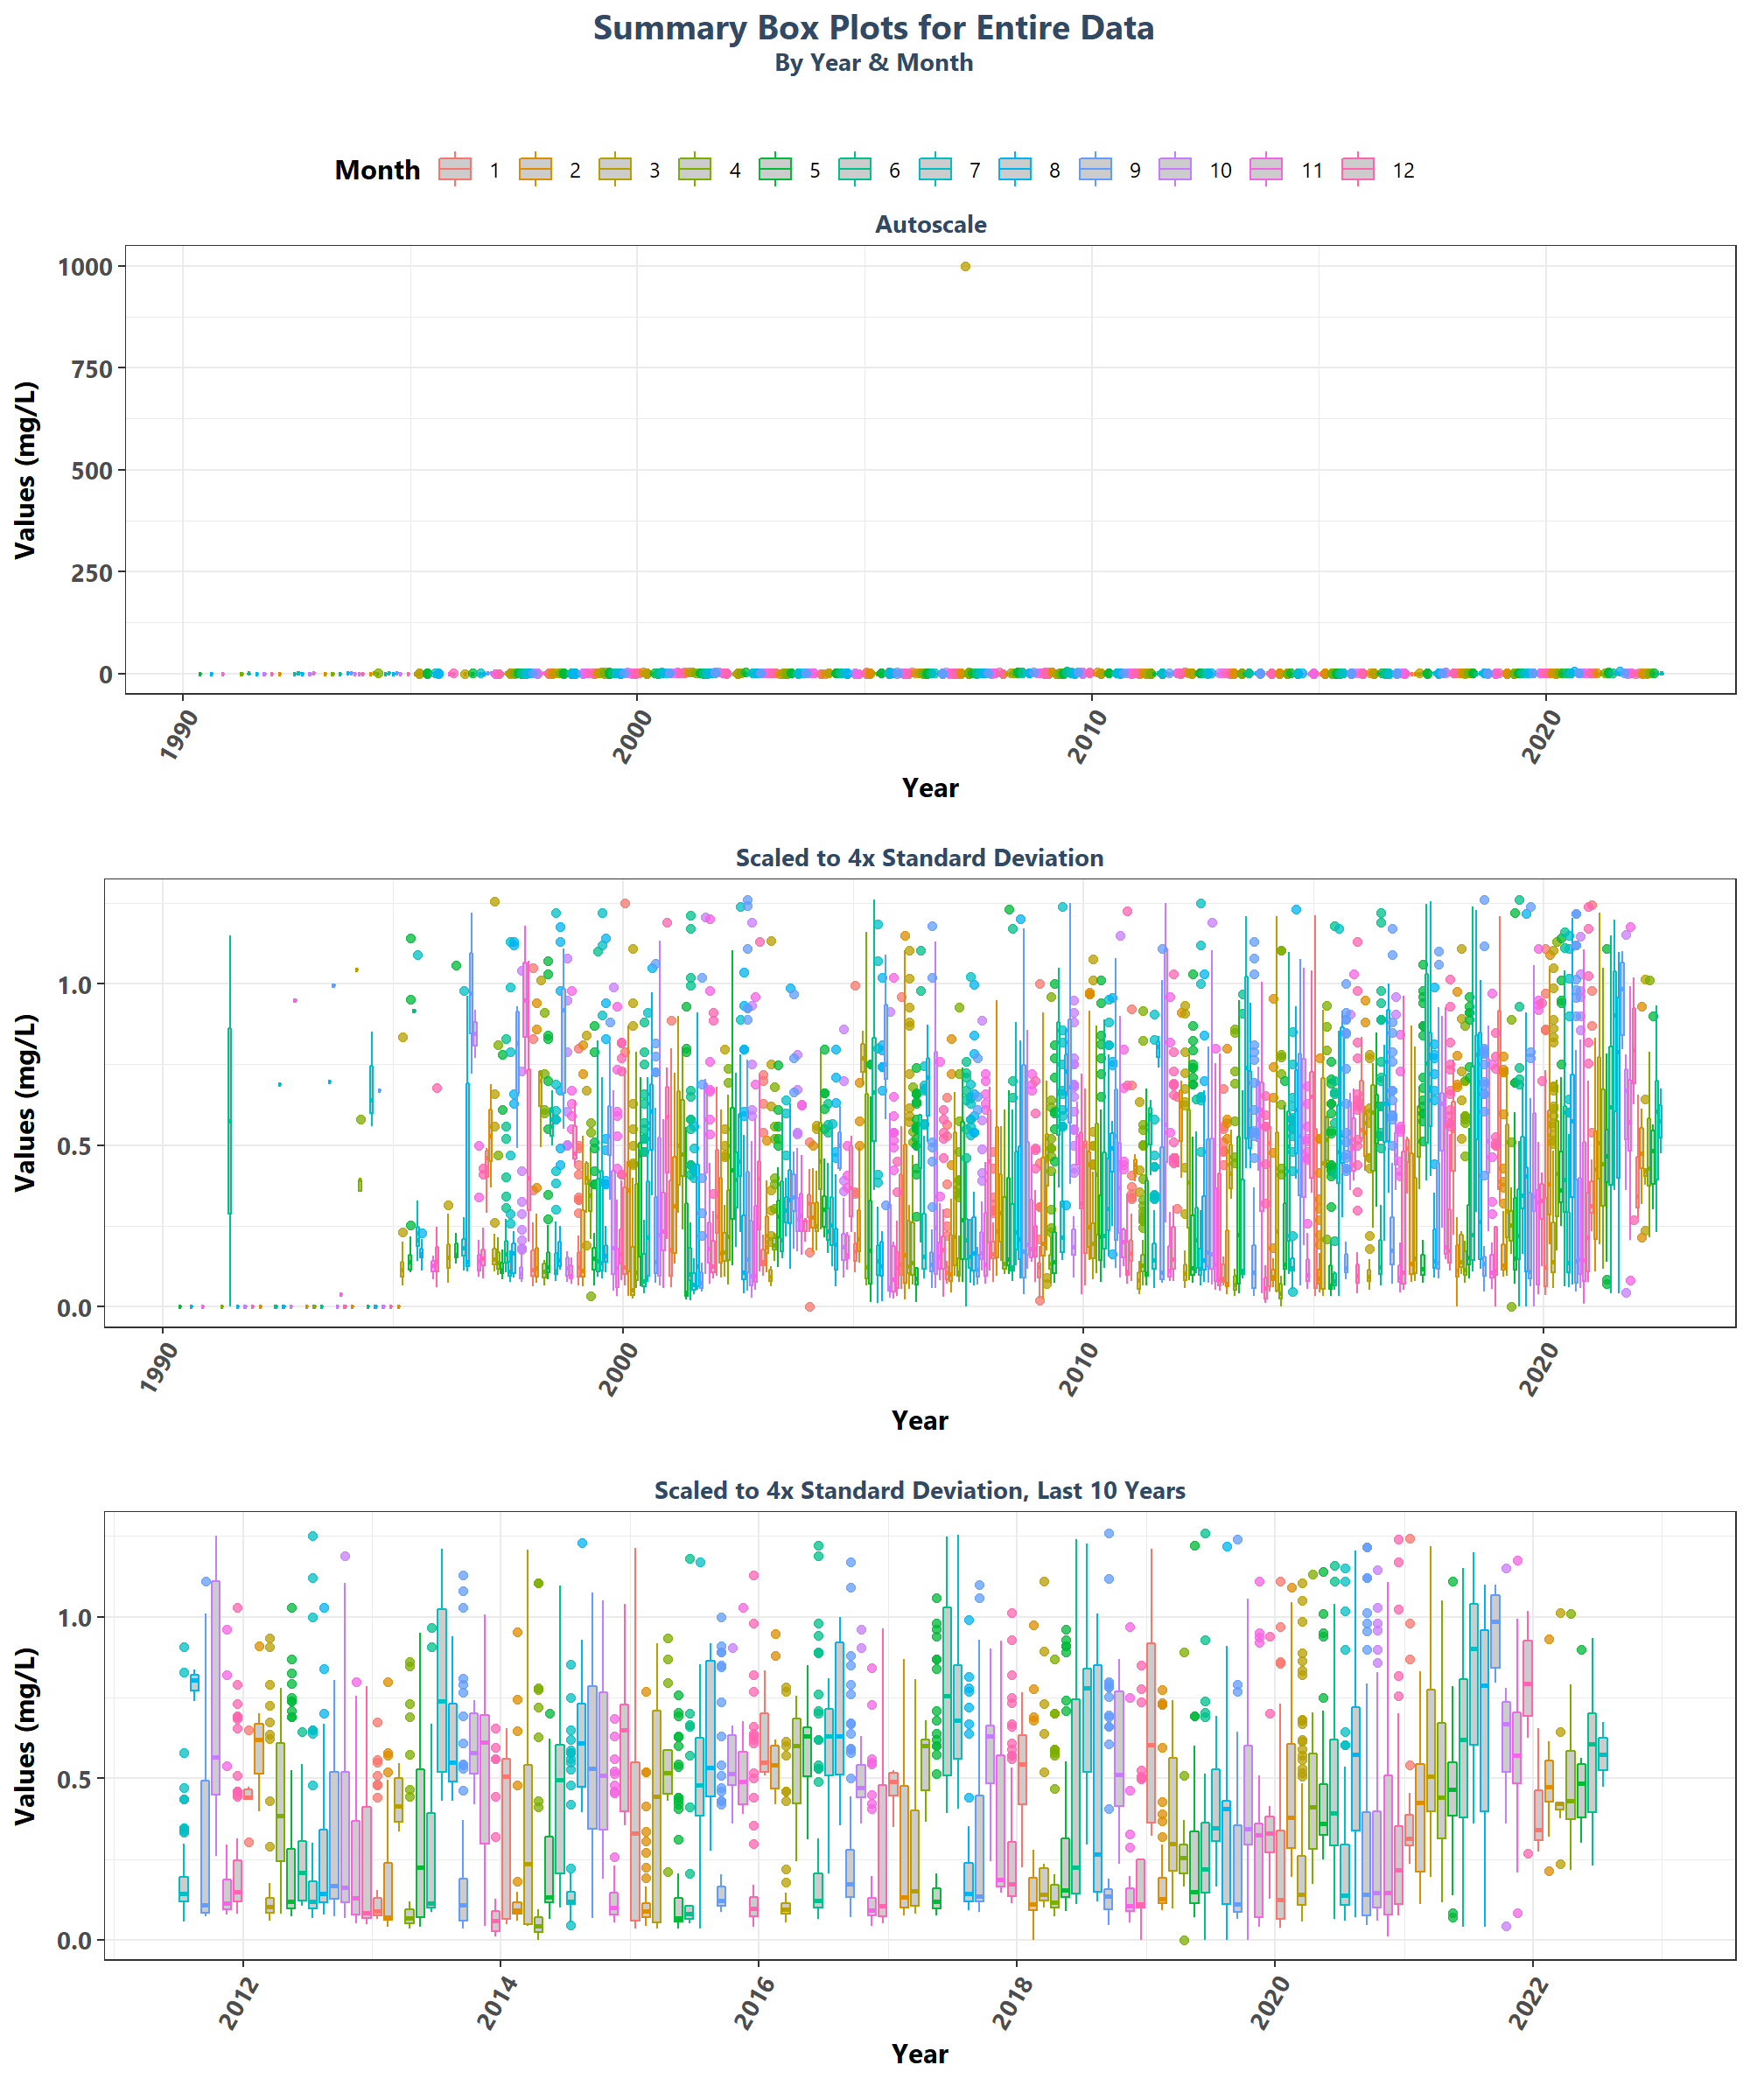 Summary Box Plots for Entire Data
By Year & Month
Month 1 2 3 4 5 6 7 8 9 10 11 12
Autoscale
Values (mg/L)
1000
750
500
250
0
1990 2000 2010 2020
Year
Scaled to 4x Standard Deviation
Values (mg/L)
1.0
0.5
0.0
1990 2000 2010 2020
Year
Scaled to 4x Standard Deviation, Last 10 Years
Values (mg/L)
1.0
0.5
0.0
2012 2014 2016 2018 2020 2022
Year